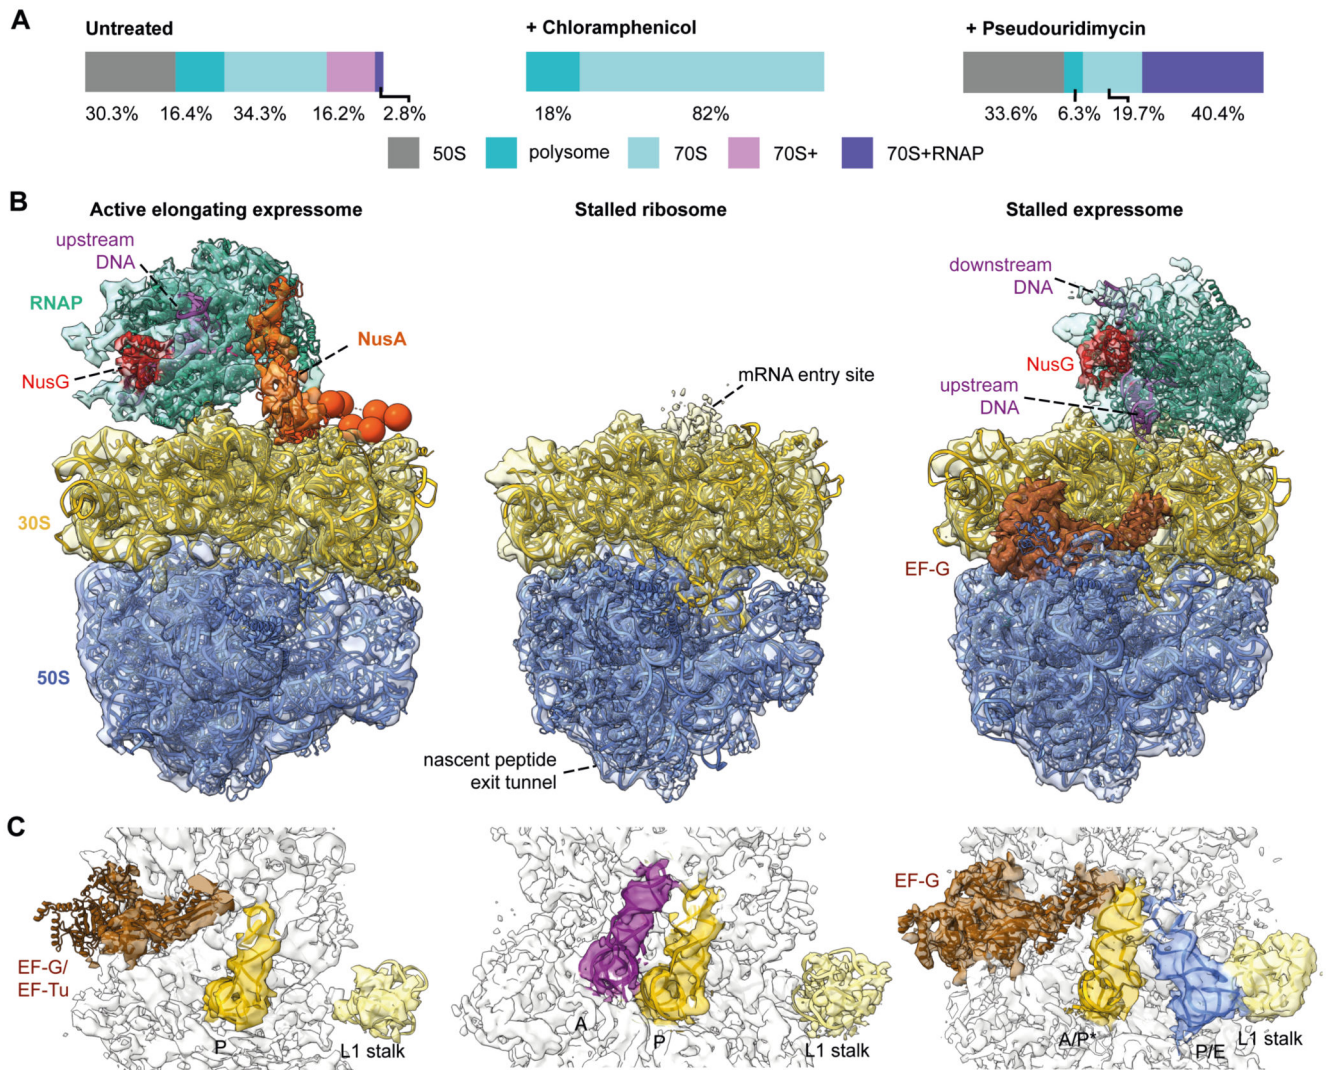 A
Untreated
+ Chloramphenicol
+ Pseudouridimycin
30.3% 16.4% 34.3% 16.2% 2.8%
18% 82%
33.6% 6.3% 19.7% 40.4%
50S polysome 70S 70S+ 70S+RNAP
B
Active elongating expressome
Stalled ribosome
Stalled expressome
upstream
DNA
RNAP
NusG
NusA
30S
50S
mRNA entry site
nascent peptide
exit tunnel
downstream
DNA
NusG
upstream
DNA
EF-G
C
EF-G/
EF-Tu
P
L1 stalk
A
P
L1 stalk
EF-G
A/P*
P/E
L1 stalk